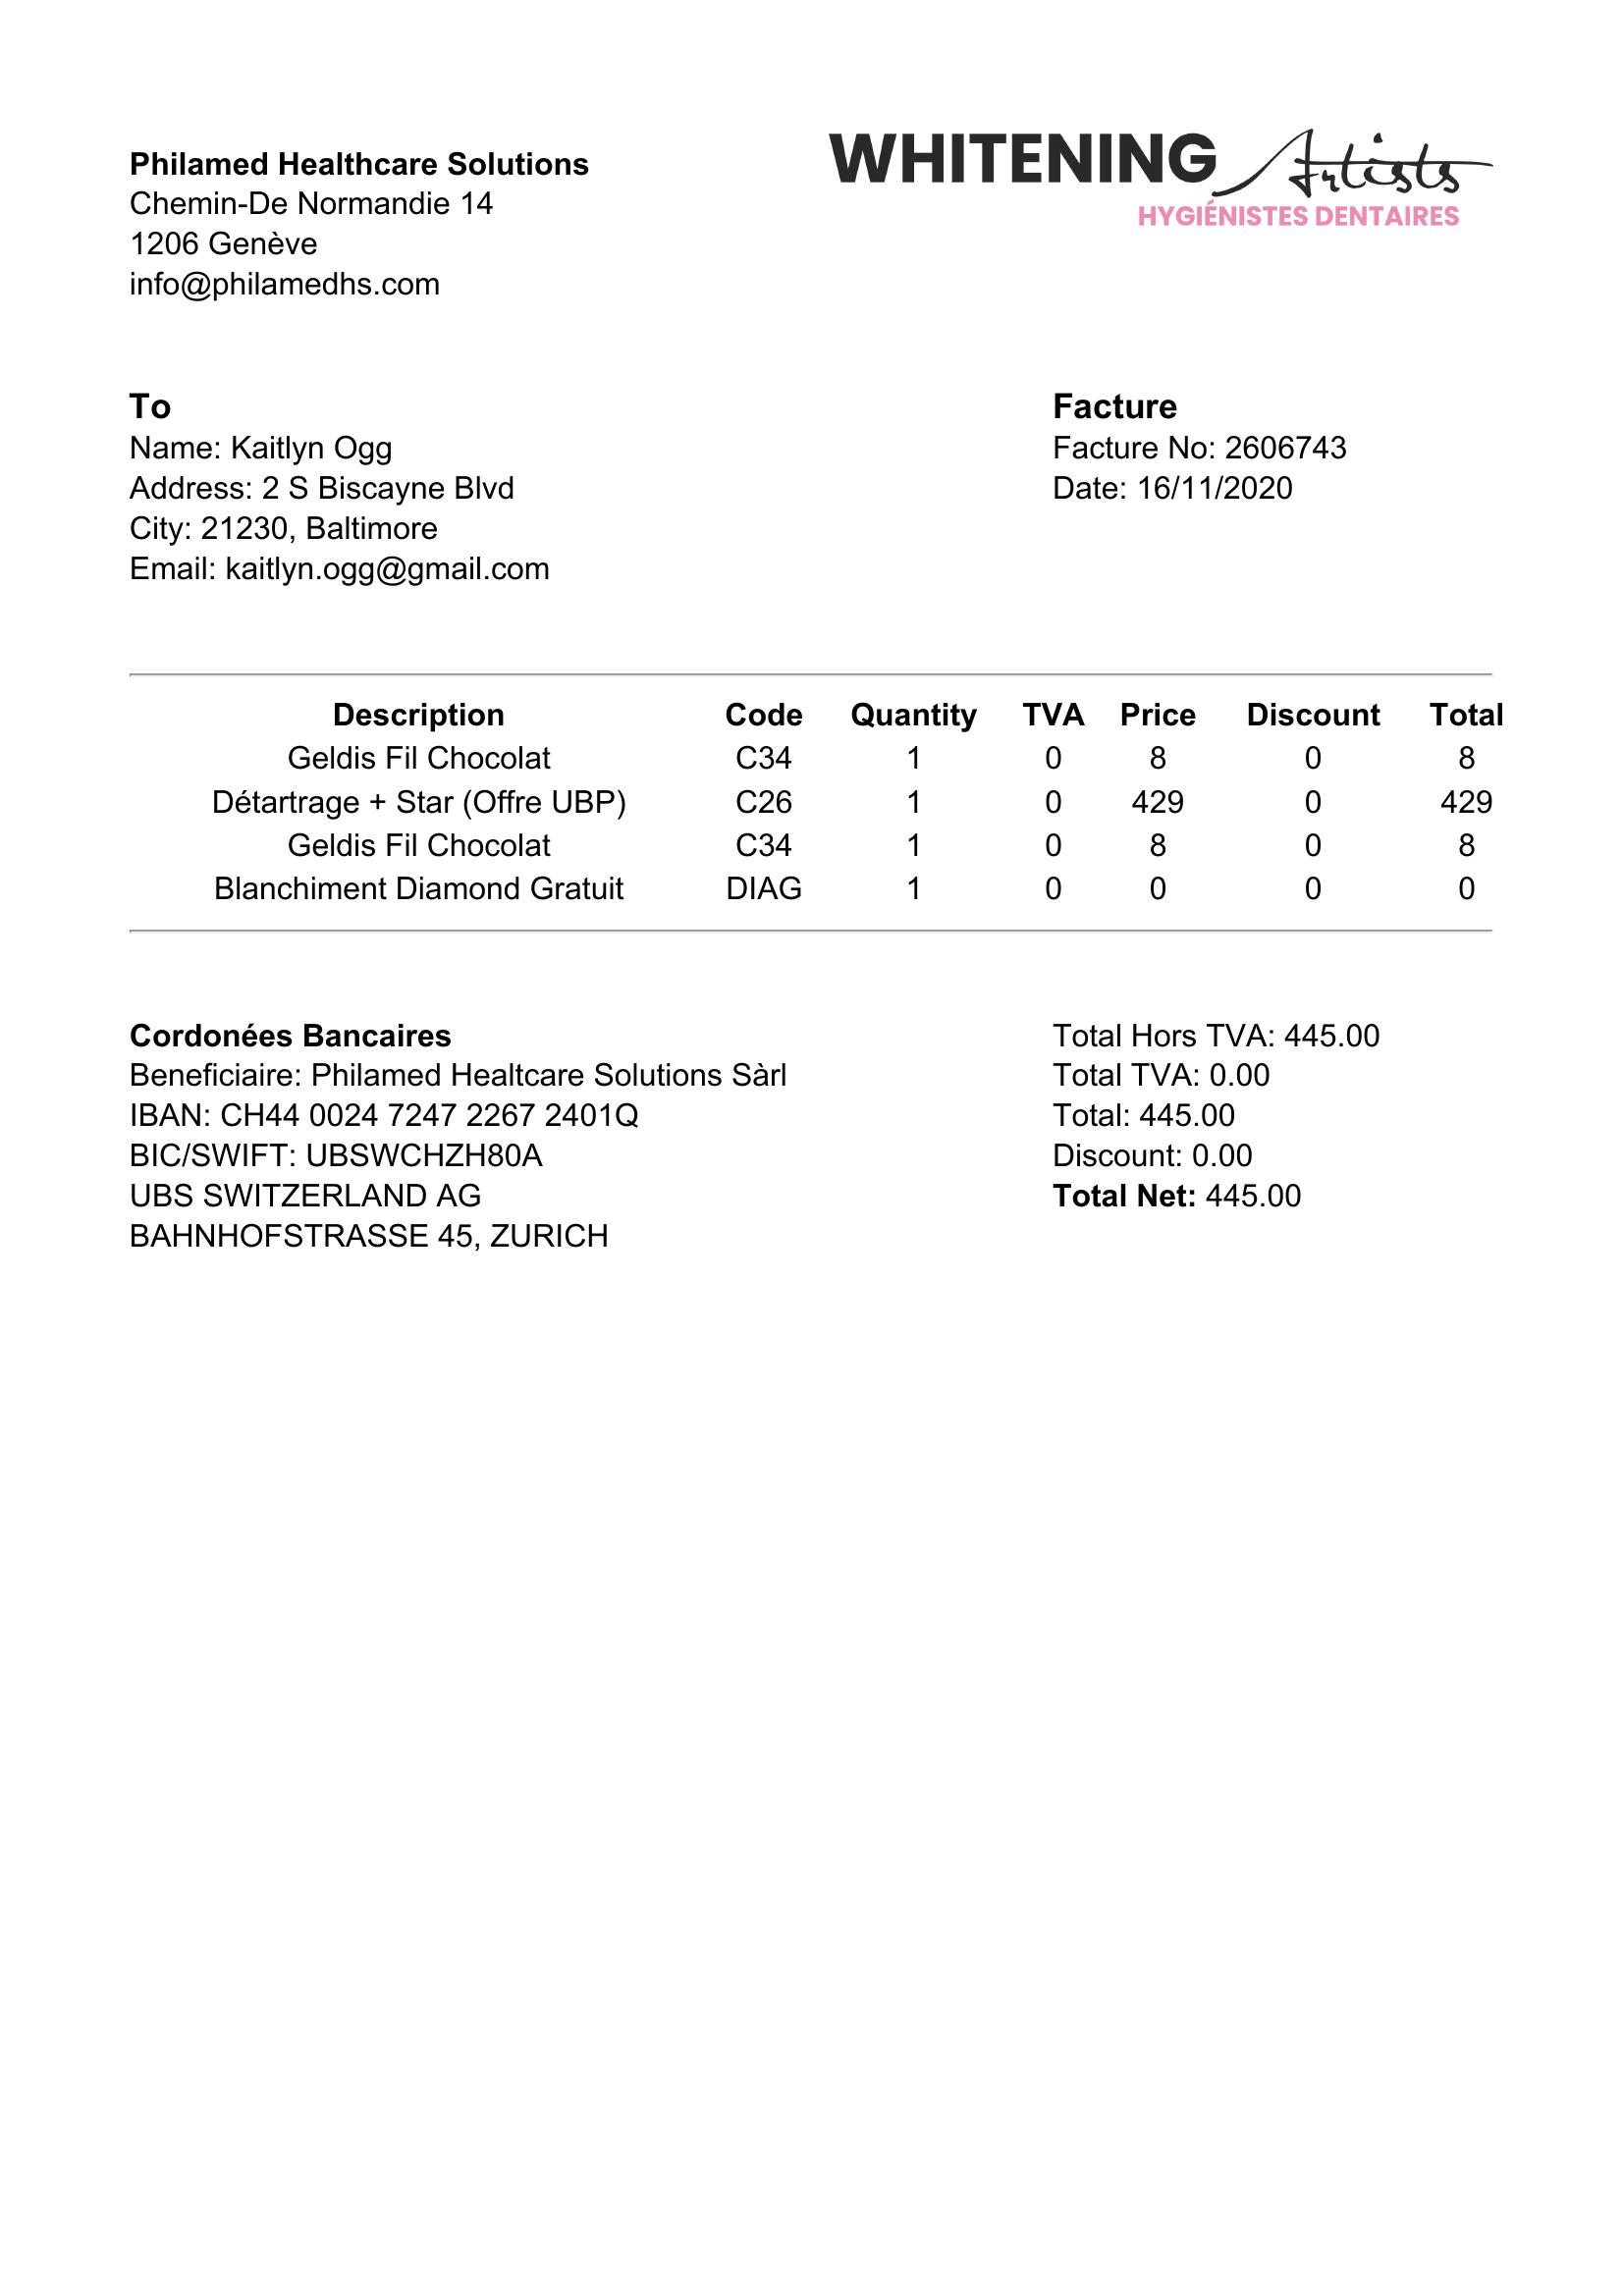 Philamed Healthcare Solutions
Chemin-De Normandie 14
1206 Genève
info@philamedhs.com
WHITENING Artists
HYGIÉNISTES DENTAIRES
To
Name: Kaitlyn Ogg
Address: 2 S Biscayne Blvd
City: 21230, Baltimore
Email: kaitlyn.ogg@gmail.com
Facture
Facture No: 2606743
Date: 16/11/2020
Description Code Quantity TVA Price Discount Total
Geldis Fil Chocolat C34 1 0 8 0 8
Détartrage + Star (Offre UBP) C26 1 0 429 0 429
Geldis Fil Chocolat C34 1 0 8 0 8
Blanchiment Diamond Gratuit DIAG 1 0 0 0 0
Cordonées Bancaires
Beneficiaire: Philamed Healtcare Solutions Sàrl
IBAN: CH44 0024 7247 2267 2401Q
BIC/SWIFT: UBSWCHZH80A
UBS SWITZERLAND AG
BAHNHOFSTRASSE 45, ZURICH
Total Hors TVA: 445.00
Total TVA: 0.00
Total: 445.00
Discount: 0.00
Total Net: 445.00